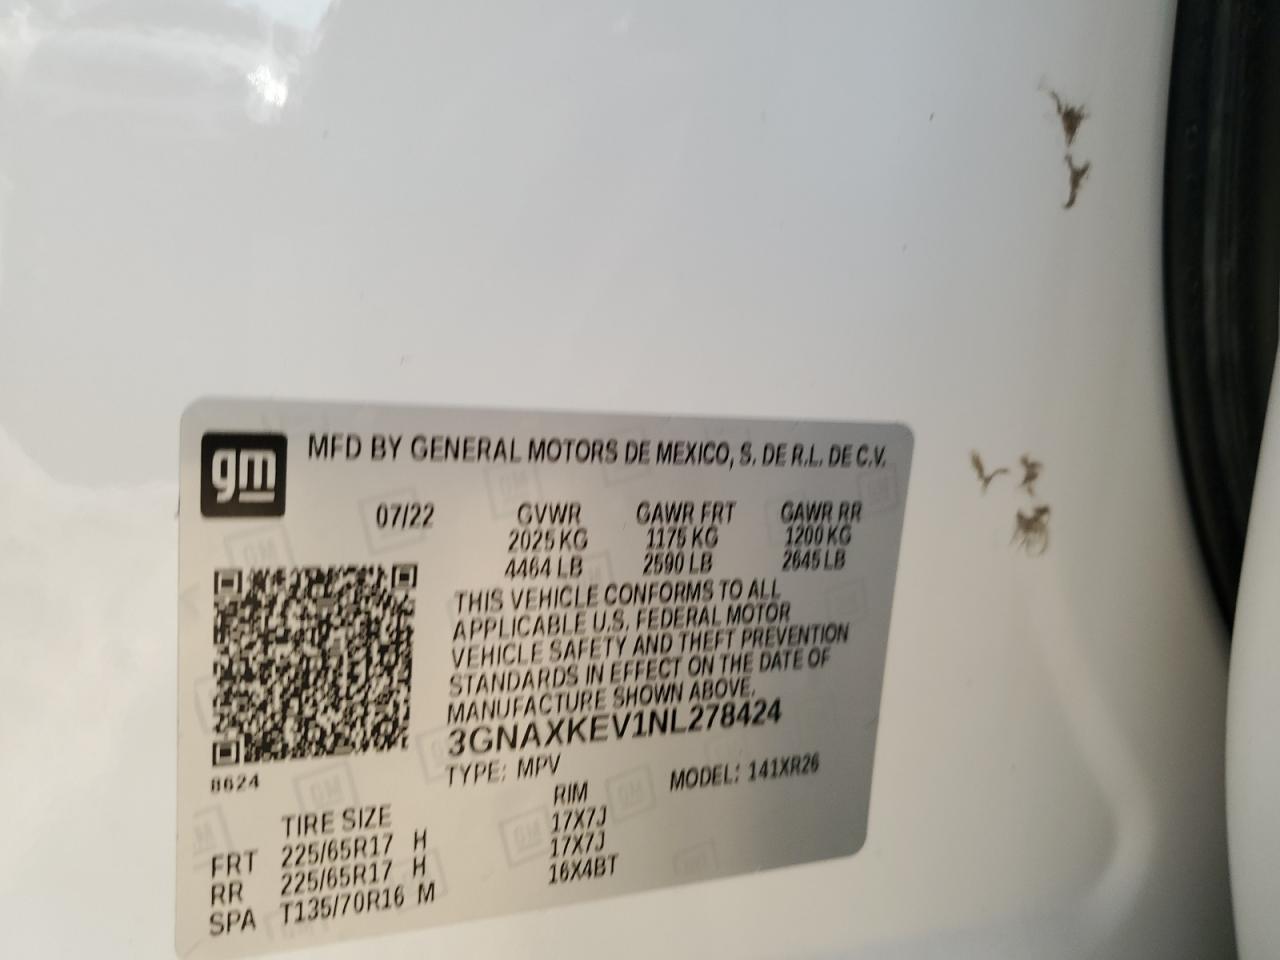 gm
MFD BY GENERAL MOTORS DE MEXICO, S. DE R.L. DE C.V.
07/22 GVWR GAWR FRT GAWR RR
2025 KG 1175 KG 1200 KG
4464 LB 2590 LB 2645 LB
THIS VEHICLE CONFORMS TO ALL
APPLICABLE U.S. FEDERAL MOTOR
VEHICLE SAFETY AND THEFT PREVENTION
STANDARDS IN EFFECT ON THE DATE OF
MANUFACTURE SHOWN ABOVE.
3GNAXKEV1NL278424
TYPE: MPV MODEL: 141XR26
8624
TIRE SIZE RIM
FRT 225/65R17 H 17X7J
RR 225/65R17 H 17X7J
SPA T135/70R16 M 16X4BT